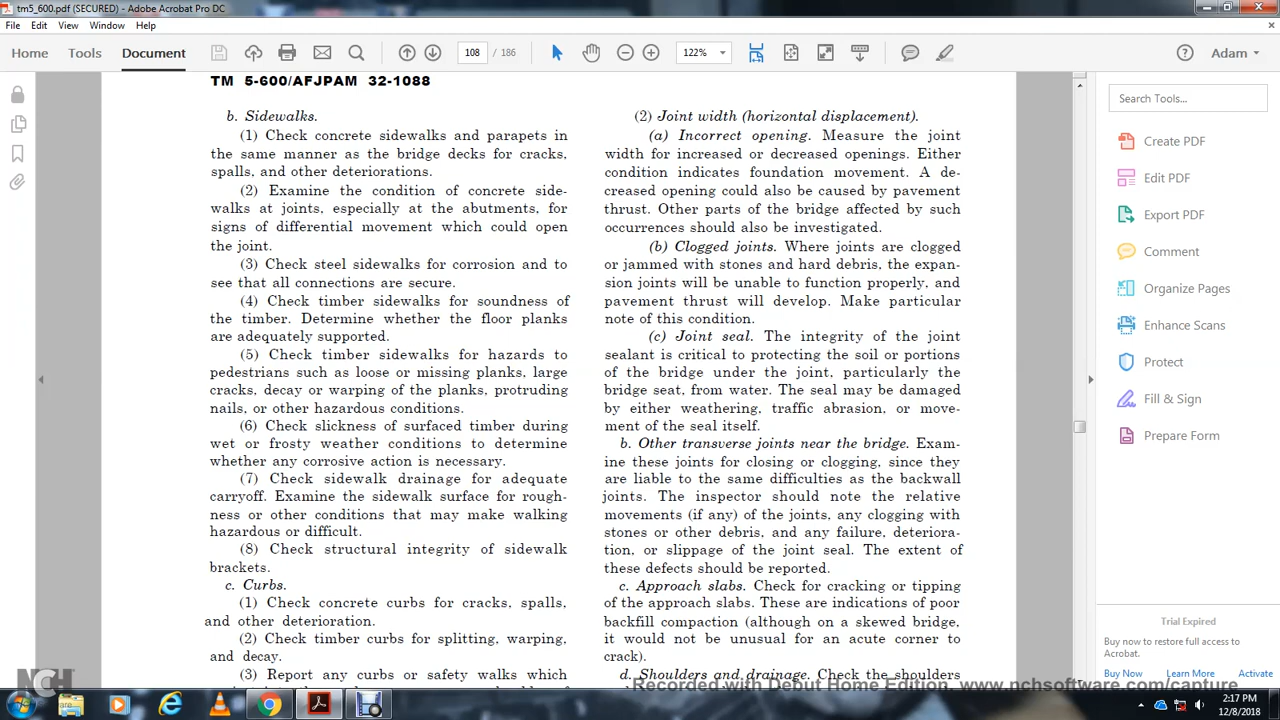 tm5_600.pdf (SECURED) - Adobe Acrobat Pro DC
File Edit View Window Help
Home Tools Document 108 / 186 122% Adam
TM 5-600/AFJPAM 32-1088
b. Sidewalks.
(1) Check concrete sidewalks and parapets in
the same manner as the bridge decks for cracks,
spalls, and other deteriorations.
(2) Examine the condition of concrete side-
walks at joints, especially at the abutments, for
signs of differential movement which could open
the joint.
(3) Check steel sidewalks for corrosion and to
see that all connections are secure.
(4) Check timber sidewalks for soundness of
the timber. Determine whether the floor planks
are adequately supported.
(5) Check timber sidewalks for hazards to
pedestrians such as loose or missing planks, large
cracks, decay or warping of the planks, protruding
nails, or other hazardous conditions.
(6) Check slickness of surfaced timber during
wet or frosty weather conditions to determine
whether any corrosive action is necessary.
(7) Check sidewalk drainage for adequate
carryoff. Examine the sidewalk surface for rough-
ness or other conditions that may make walking
hazardous or difficult.
(8) Check structural integrity of sidewalk
brackets.
c. Curbs.
(1) Check concrete curbs for cracks, spalls,
and other deterioration.
(2) Check timber curbs for splitting, warping,
and decay.
(3) Report any curbs or safety walks which
(2) Joint width (horizontal displacement).
(a) Incorrect opening. Measure the joint
width for increased or decreased openings. Either
condition indicates foundation movement. A de-
creased opening could also be caused by pavement
thrust. Other parts of the bridge affected by such
occurrences should also be investigated.
(b) Clogged joints. Where joints are clogged
or jammed with stones and hard debris, the expan-
sion joints will be unable to function properly, and
pavement thrust will develop. Make particular
note of this condition.
(c) Joint seal. The integrity of the joint
sealant is critical to protecting the soil or portions
of the bridge under the joint, particularly the
bridge seat, from water. The seal may be damaged
by either weathering, traffic abrasion, or move-
ment of the seal itself.
b. Other transverse joints near the bridge. Exam-
ine these joints for closing or clogging, since they
are liable to the same difficulties as the backwall
joints. The inspector should note the relative
movements (if any) of the joints, any clogging with
stones or other debris, and any failure, deteriora-
tion, or slippage of the joint seal. The extent of
these defects should be reported.
c. Approach slabs. Check for cracking or tipping
of the approach slabs. These are indications of poor
backfill compaction (although on a skewed bridge,
it would not be unusual for an acute corner to
crack).
d. Shoulders and drainage. Check the shoulders
Search Tools...
Create PDF
Edit PDF
Export PDF
Comment
Organize Pages
Enhance Scans
Protect
Fill & Sign
Prepare Form
Trial Expired
Buy now to restore full access to
Acrobat.
Buy Now Learn More Activate
NCH
Recorded with Debut Home Edition, www.nchsoftware.com/capture
2:17 PM
12/8/2018